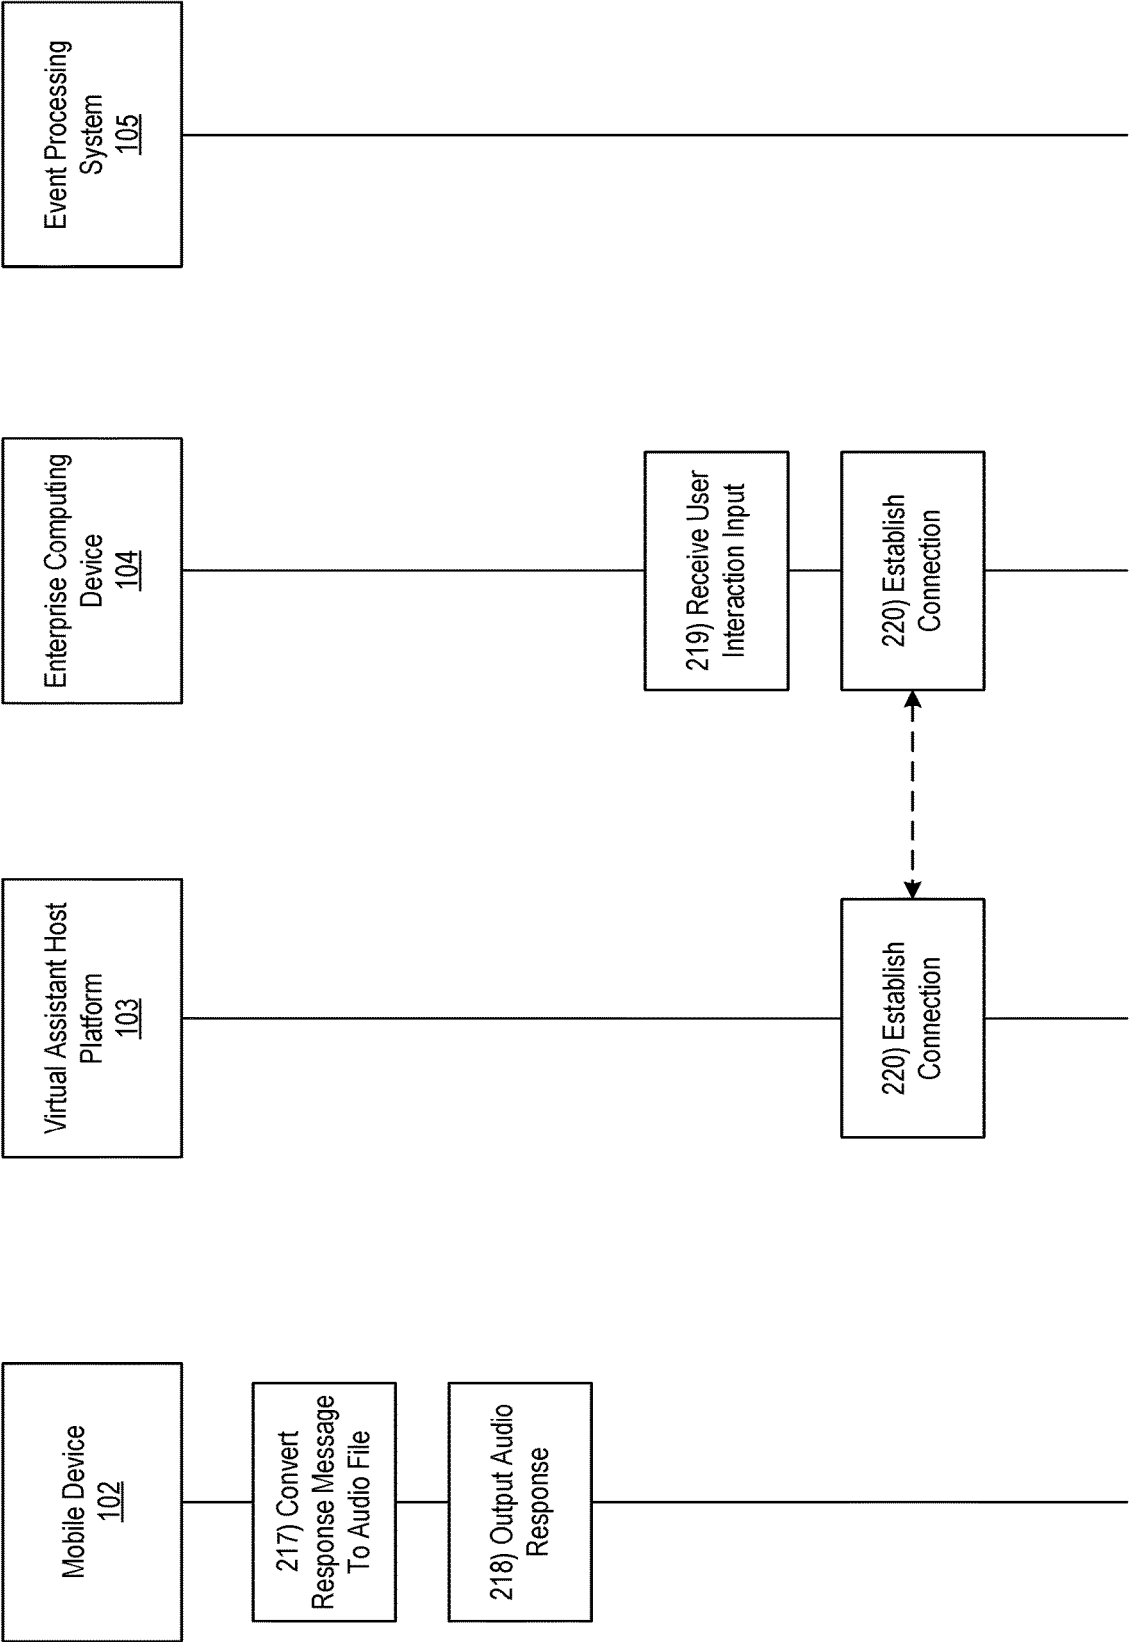 Mobile Device
102
Virtual Assistant Host
Platform
103
Enterprise Computing
Device
104
Event Processing
System
105
217) Convert
Response Message
To Audio File
218) Output Audio
Response
219) Receive User
Interaction Input
220) Establish
Connection
220) Establish
Connection